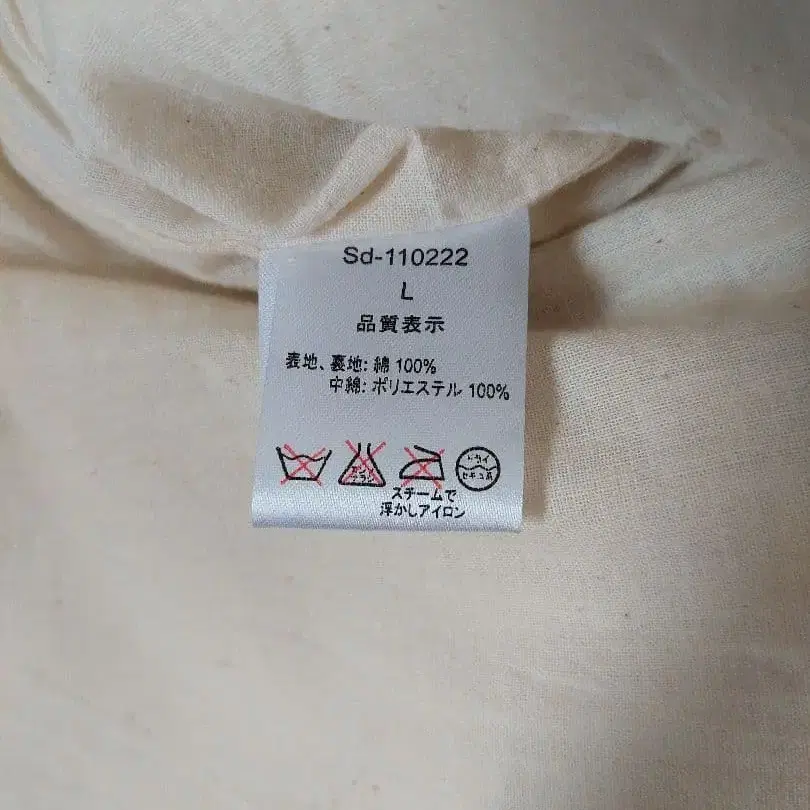 Sd-110222
L
品質表示
表地、裏地: 綿 100%
中綿: ポリエステル 100%
ドライ
セキユ系
スチームで
浮かしアイロン